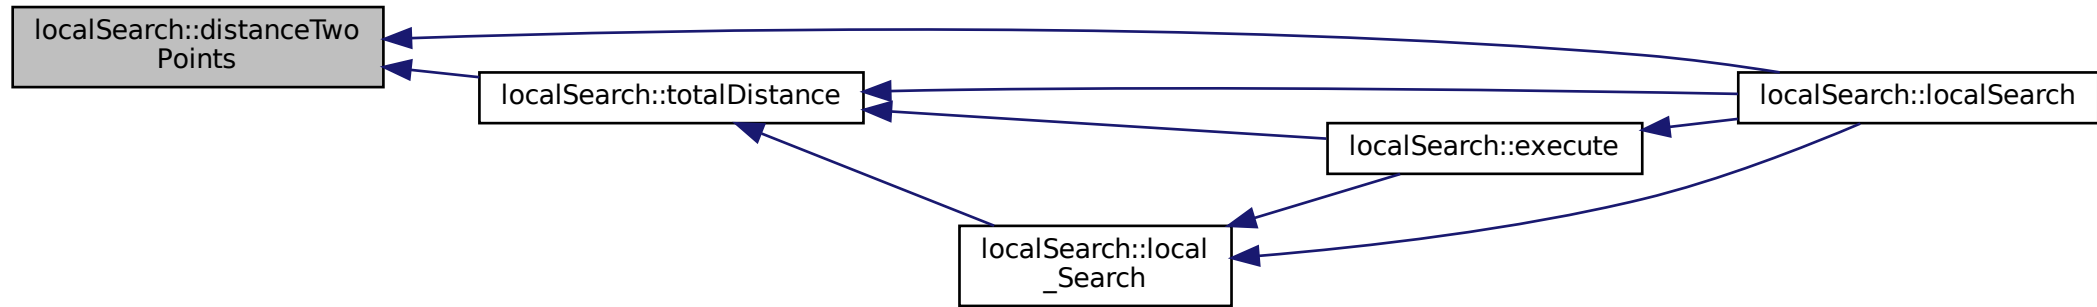 localSearch::distanceTwo
Points
localSearch::totalDistance
localSearch::localSearch
localSearch::execute
localSearch::local
_Search